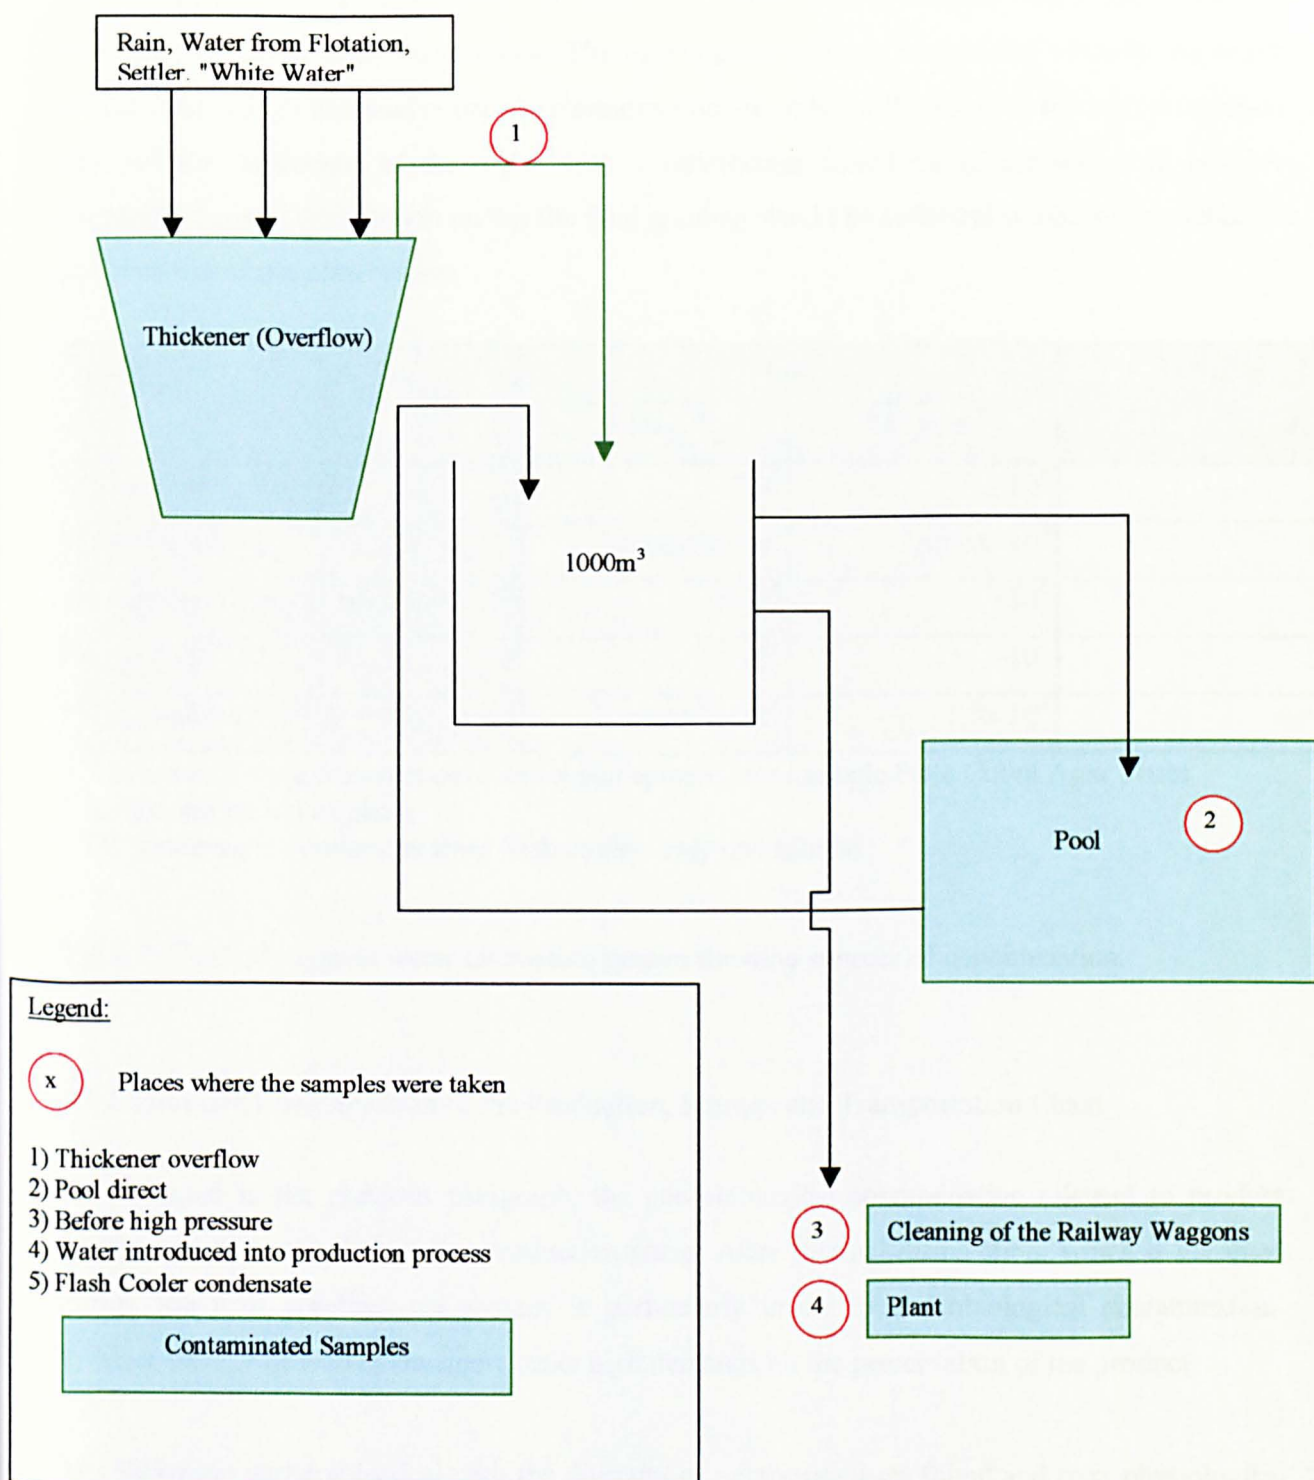 Rain, Water from Flotation,
Settler. "White Water"
1
Thickener (Overflow)
1000m³
2
Pool
Legend:
x Places where the samples were taken
1) Thickener overflow
2) Pool direct
3) Before high pressure
4) Water introduced into production process
5) Flash Cooler condensate
Contaminated Samples
3 Cleaning of the Railway Waggons
4 Plant